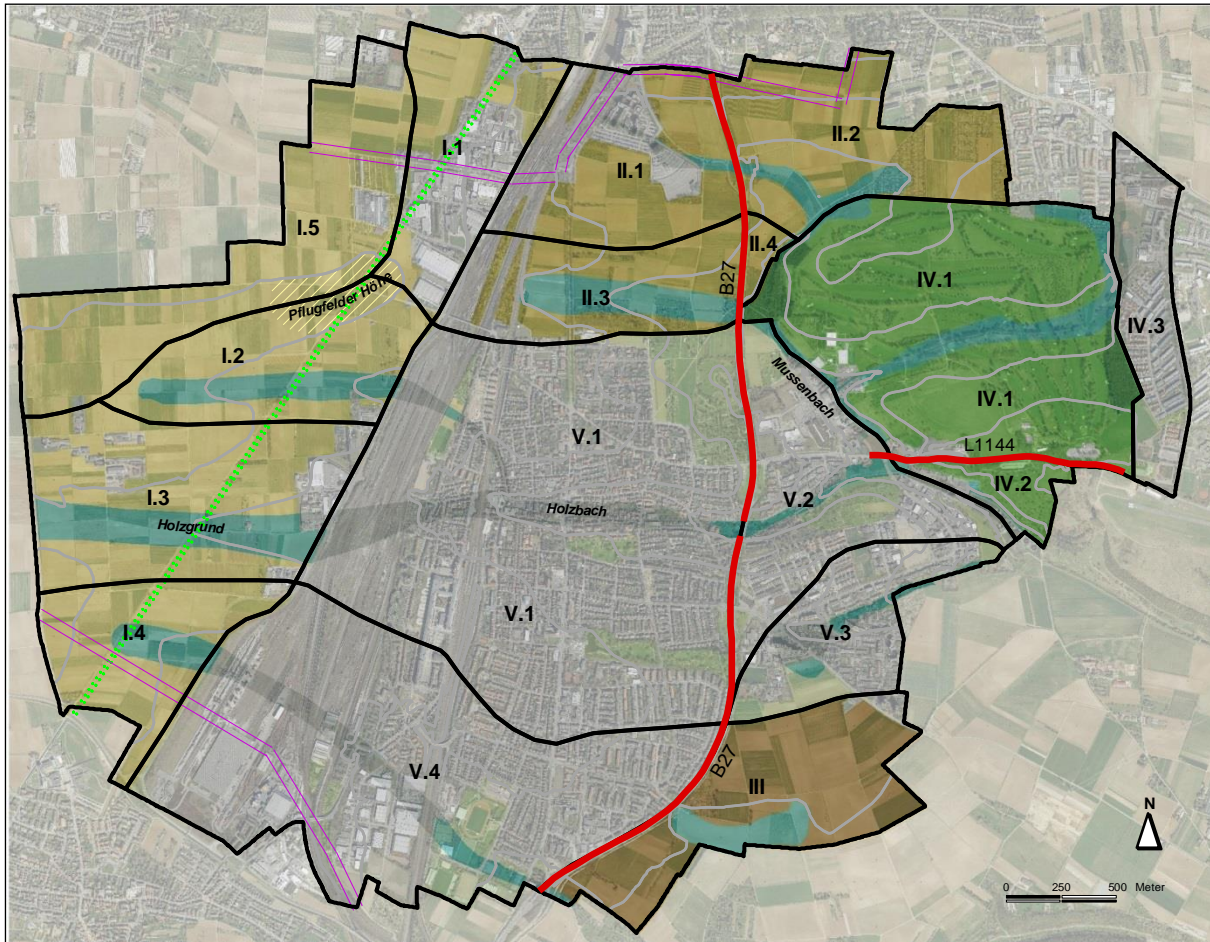 I.1
II.1
II.2
I.5
II.4
B27
Pflugfelder Höhe
II.3
IV.1
IV.3
I.2
Mussenbach
IV.1
V.1
L1144
IV.2
I.3
Holzgrund
Holzbach
V.2
I.4
V.1
V.3
V.4
B27
III
N
0 250 500 Meter